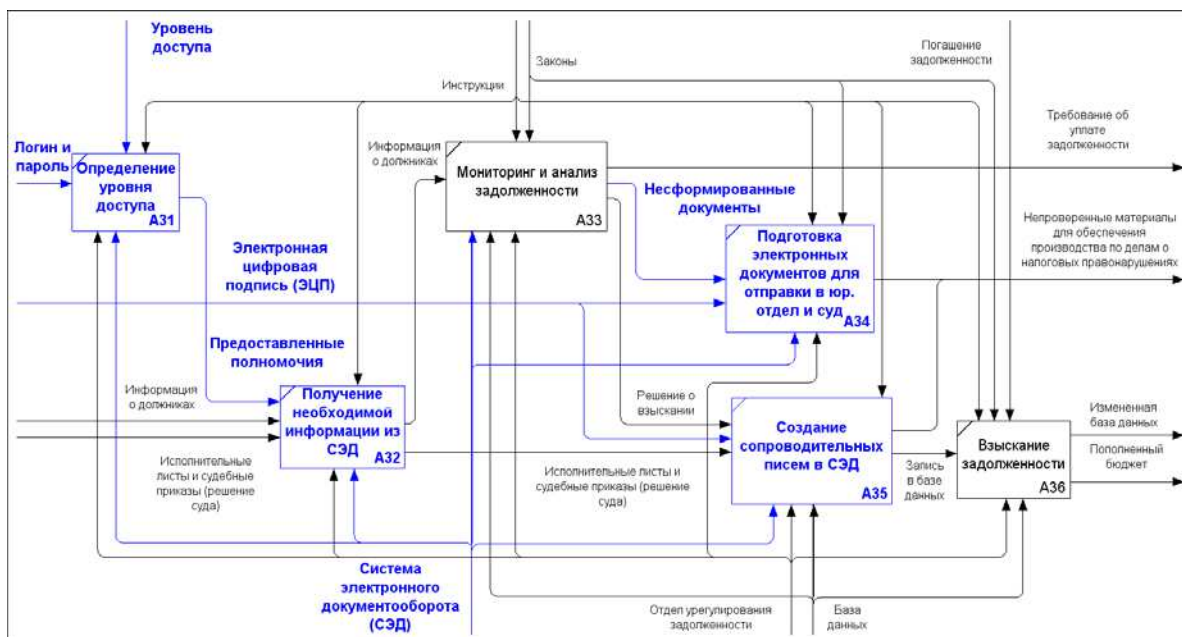 Уровень
доступа
Погашение
задолженности
Законы
Инструкции
Требование об
уплате
задолженности
Логин и
пароль
Определение
уровня
доступа
А31
Информация
о должниках
Мониторинг и анализ
задолженности
А33
Несформированные
документы
Непроверенные материалы
для обеспечения
производства по делам о
налоговых правонарушениях
Электронная
цифровая
подпись (ЭЦП)
Подготовка
электронных
документов для
отправки в юр.
отдел и суд
А34
Предоставленные
полномочия
Информация
о должниках
Получение
необходимой
информации из
СЭД
А32
Решение о
взыскании
Создание
сопроводительных
писем в СЭД
А35
Взыскание
задолженности
А36
Измененная
база данных
Пополненный
бюджет
Исполнительные
листы и судебные
приказы (решение
суда)
Исполнительные листы и
судебные приказы (решение
суда)
Запись
в базе
данных
Система
электронного
документооборота
(СЭД)
Отдел урегулирования
задолженности
База
данных